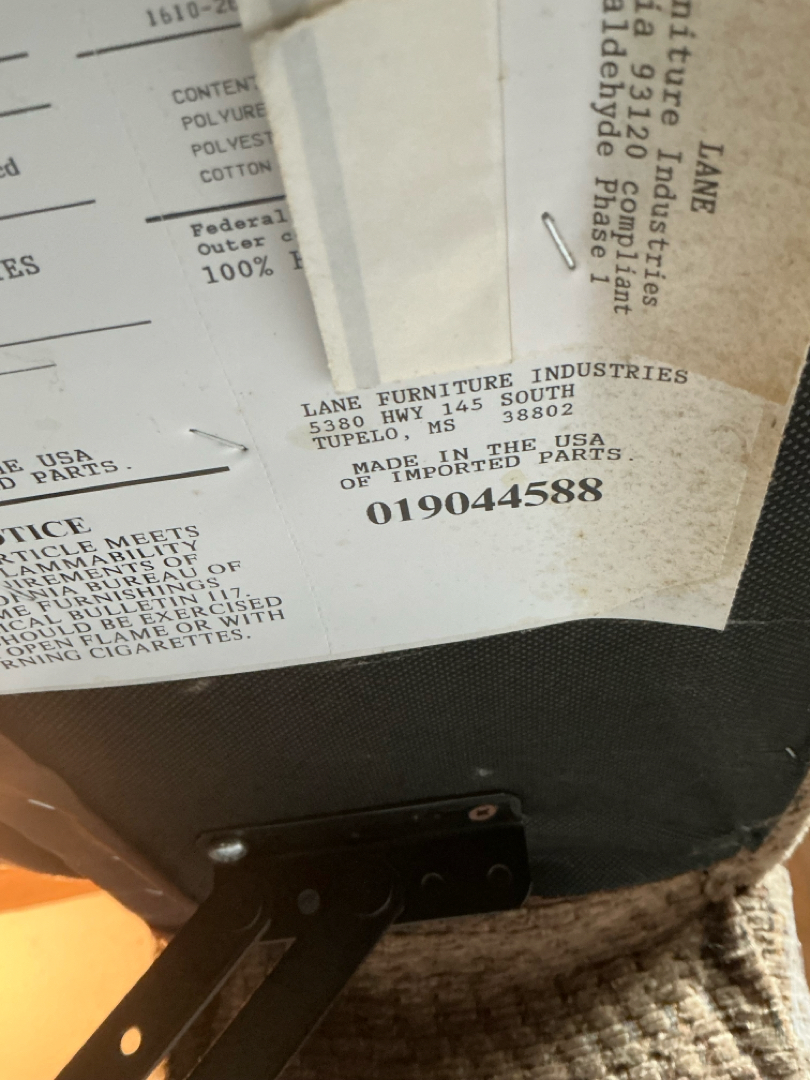 1610-2
CONTENT
POLYURE
POLYEST
COTTON
Federal
Outer c
100%
LANE FURNITURE INDUSTRIES
5380 HWY 145 SOUTH
TUPELO, MS 38802
MADE IN THE USA
OF IMPORTED PARTS.
019044588
LANE
niture Industries
ia 93120 compliant
aldehyde Phase 1
ed
IES
E USA
D PARTS.
OTICE
RTICLE MEETS
LAMMABILITY
UIREMENTS OF
RNIA BUREAU OF
ME FURNISHINGS
ICAL BULLETIN 117.
HOULD BE EXERCISED
OPEN FLAME OR WITH
RNING CIGARETTES.